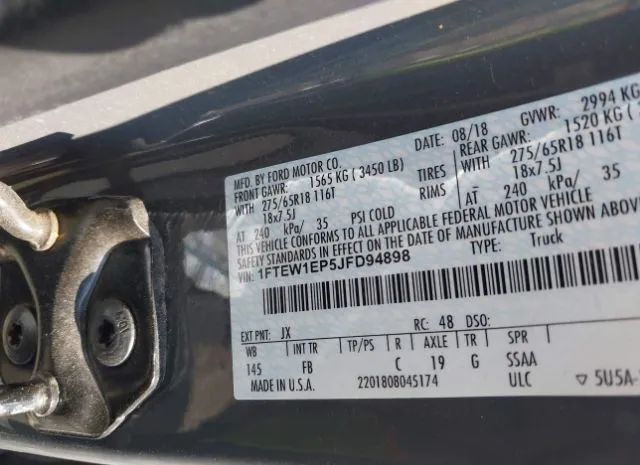 MFD. BY FORD MOTOR CO.
DATE: 08/18 GVWR: 2994 KG
FRONT GAWR: 1565 KG ( 3450 LB) REAR GAWR: 1520 KG (
WITH 275/65R18 116T TIRES WITH 275/65R18 116T
18x7.5J RIMS 18x7.5J
AT 240 kPa/ 35 PSI COLD AT 240 kPa/ 35
THIS VEHICLE CONFORMS TO ALL APPLICABLE FEDERAL MOTOR VEHICLE
SAFETY STANDARDS IN EFFECT ON THE DATE OF MANUFACTURE SHOWN ABOVE.
VIN: 1FTEW1EP5JFD94898 TYPE: Truck
EXT PNT: JX RC: 48 DSO:
WB INT TR TP/PS R AXLE TR SPR
145 FB C 19 G SSAA
MADE IN U.S.A. 2201808045174 ULC ▽ 5U5A-